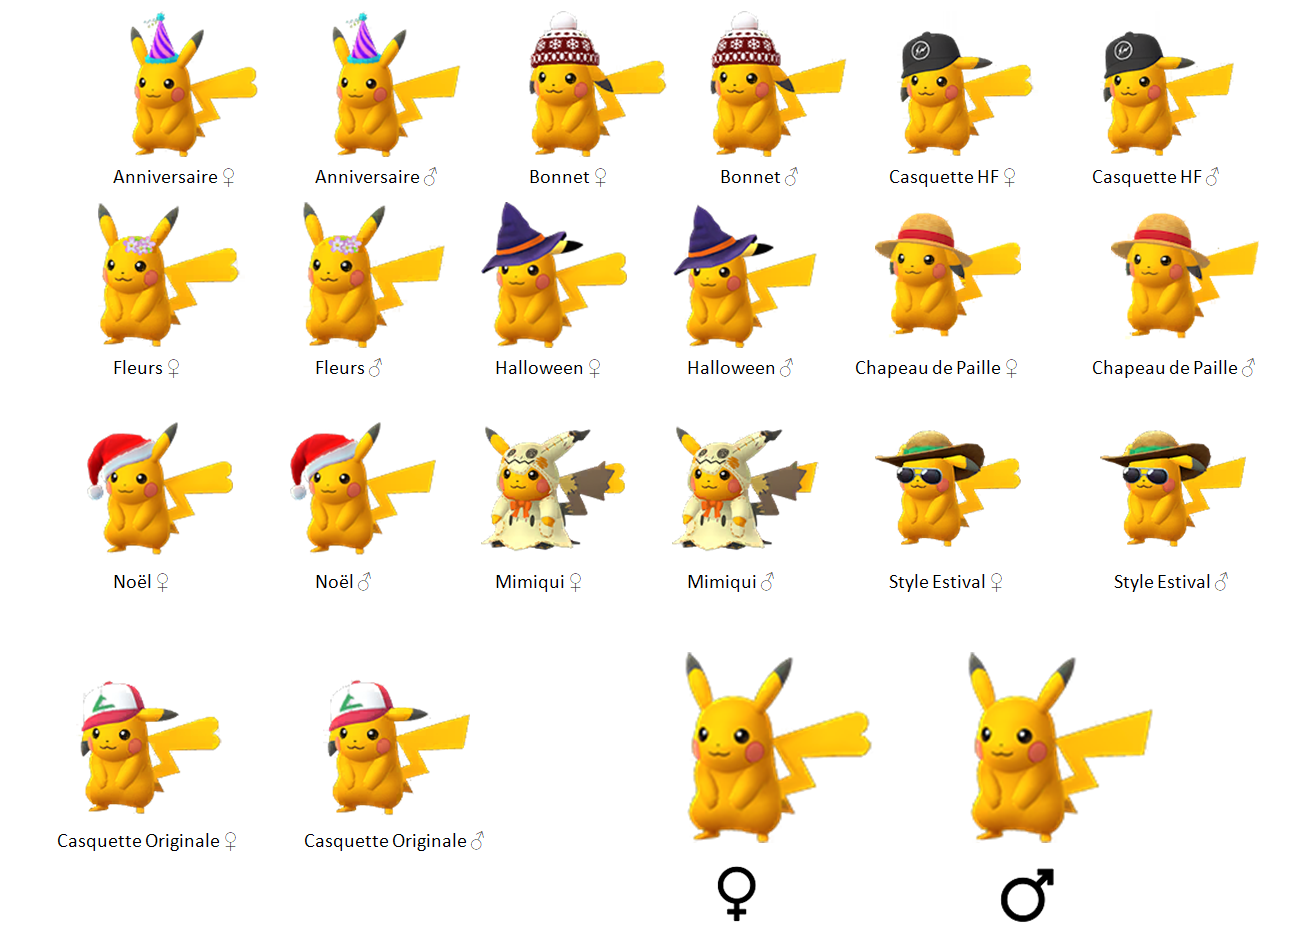 Anniversaire ♀
Anniversaire ♂
Bonnet ♀
Bonnet ♂
Casquette HF ♀
Casquette HF ♂
Fleurs ♀
Fleurs ♂
Halloween ♀
Halloween ♂
Chapeau de Paille ♀
Chapeau de Paille ♂
Noël ♀
Noël ♂
Mimiqui ♀
Mimiqui ♂
Style Estival ♀
Style Estival ♂
Casquette Originale ♀
Casquette Originale ♂
♀
♂